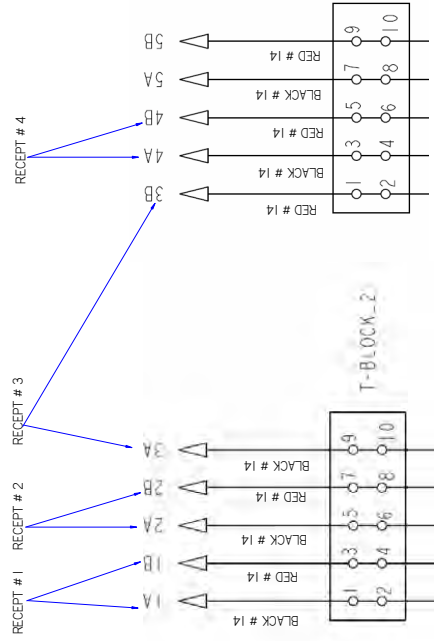 RECEPT # 1
RECEPT # 2
RECEPT # 3
RECEPT # 4
1A
1B
2A
2B
3A
3B
4A
4B
5A
5B
BLACK # 14
RED # 14
BLACK # 14
RED # 14
BLACK # 14
RED # 14
BLACK # 14
RED # 14
BLACK # 14
RED # 14
1 3 5 7 9
2 4 6 8 10
T-BLOCK_2
1 3 5 7 9
2 4 6 8 10